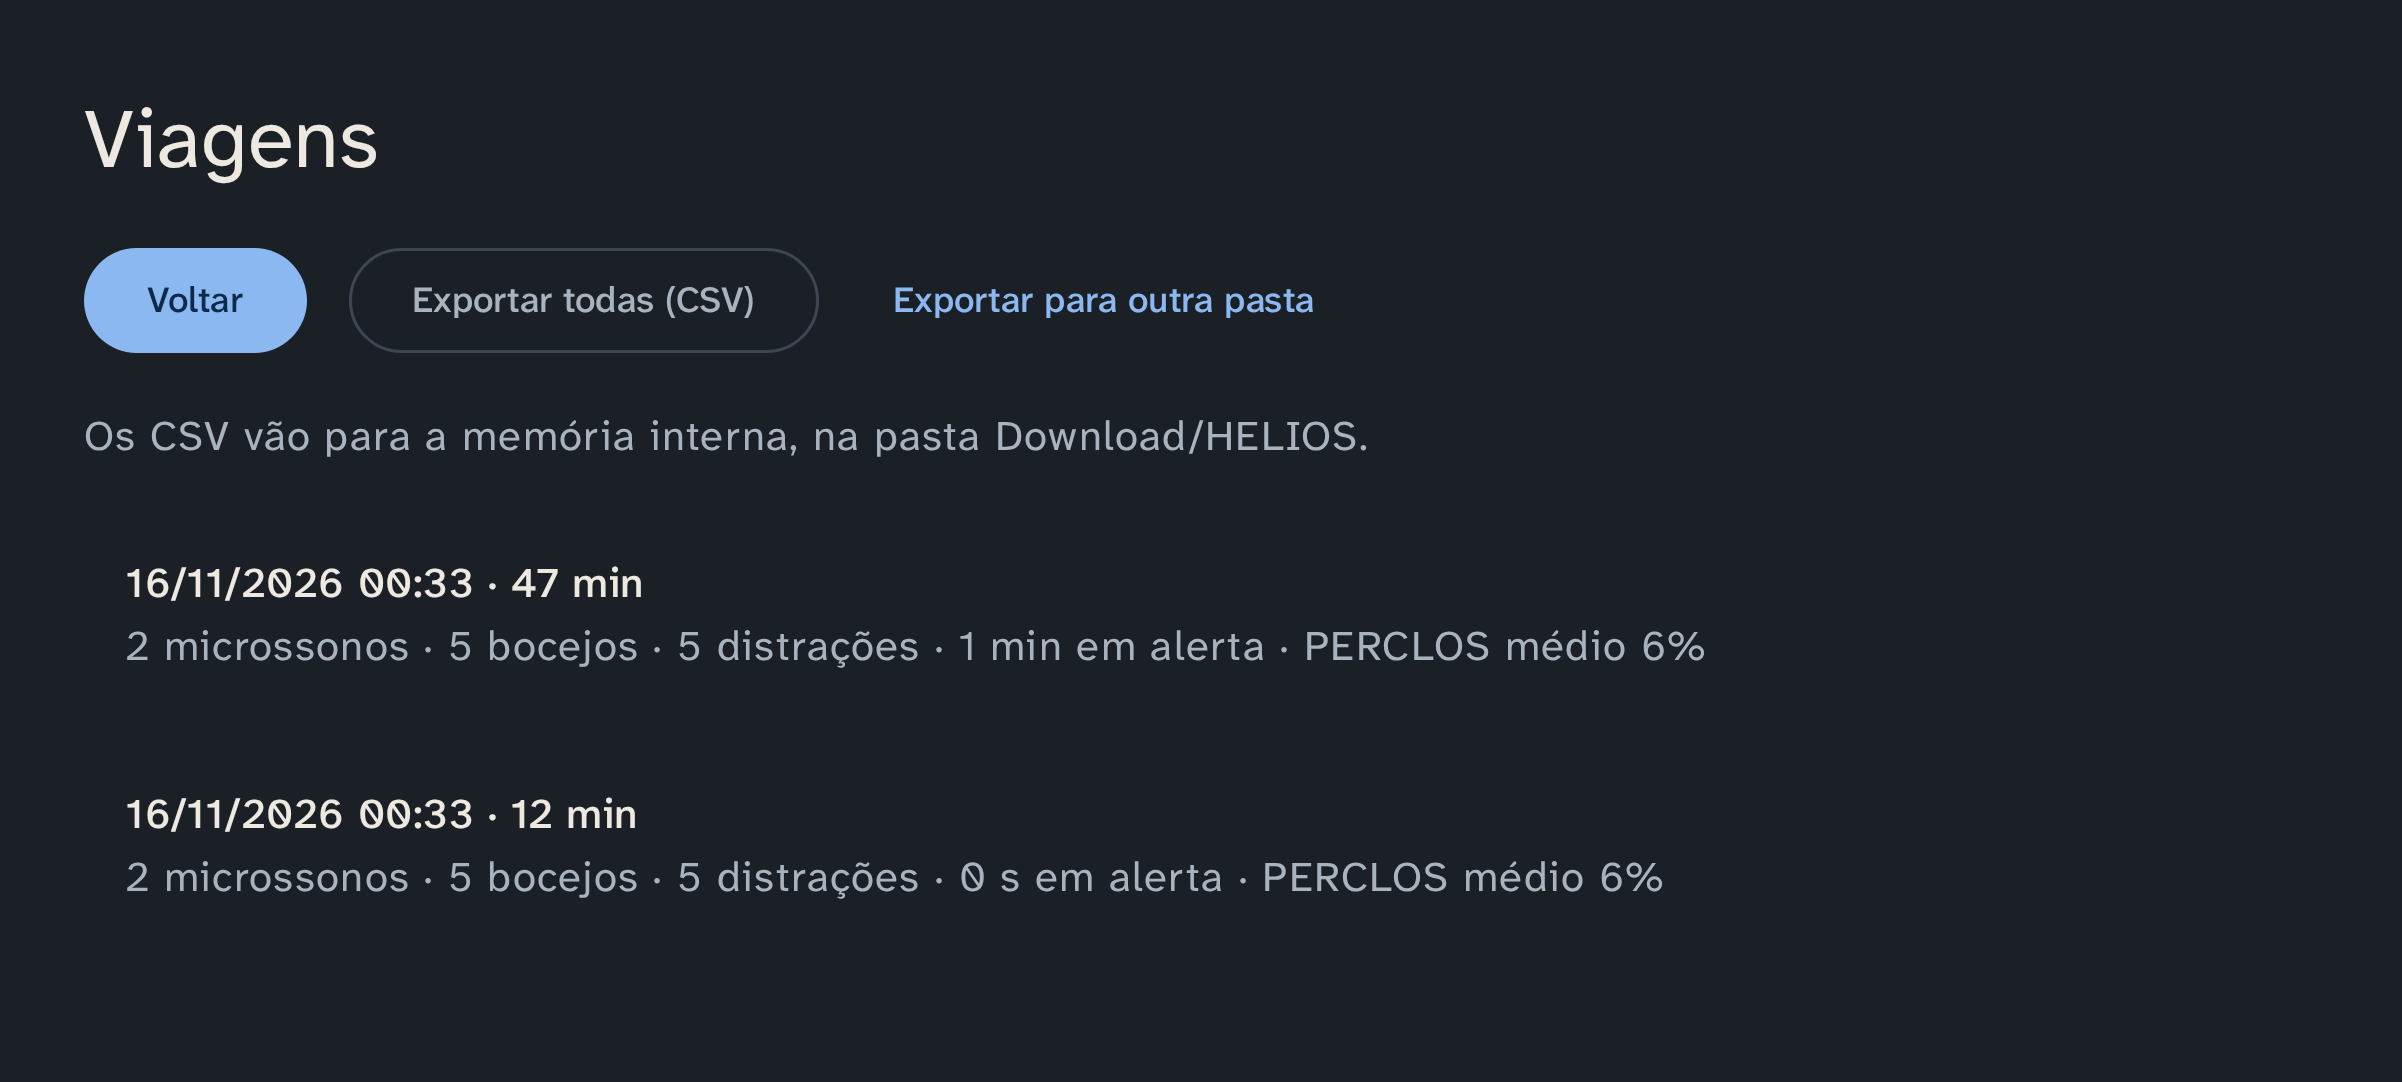 Viagens
Voltar
Exportar todas (CSV)
Exportar para outra pasta
Os CSV vão para a memória interna, na pasta Download/HELIOS.
16/11/2026 00:33 · 47 min
2 microssonos · 5 bocejos · 5 distrações · 1 min em alerta · PERCLOS médio 6%
16/11/2026 00:33 · 12 min
2 microssonos · 5 bocejos · 5 distrações · 0 s em alerta · PERCLOS médio 6%